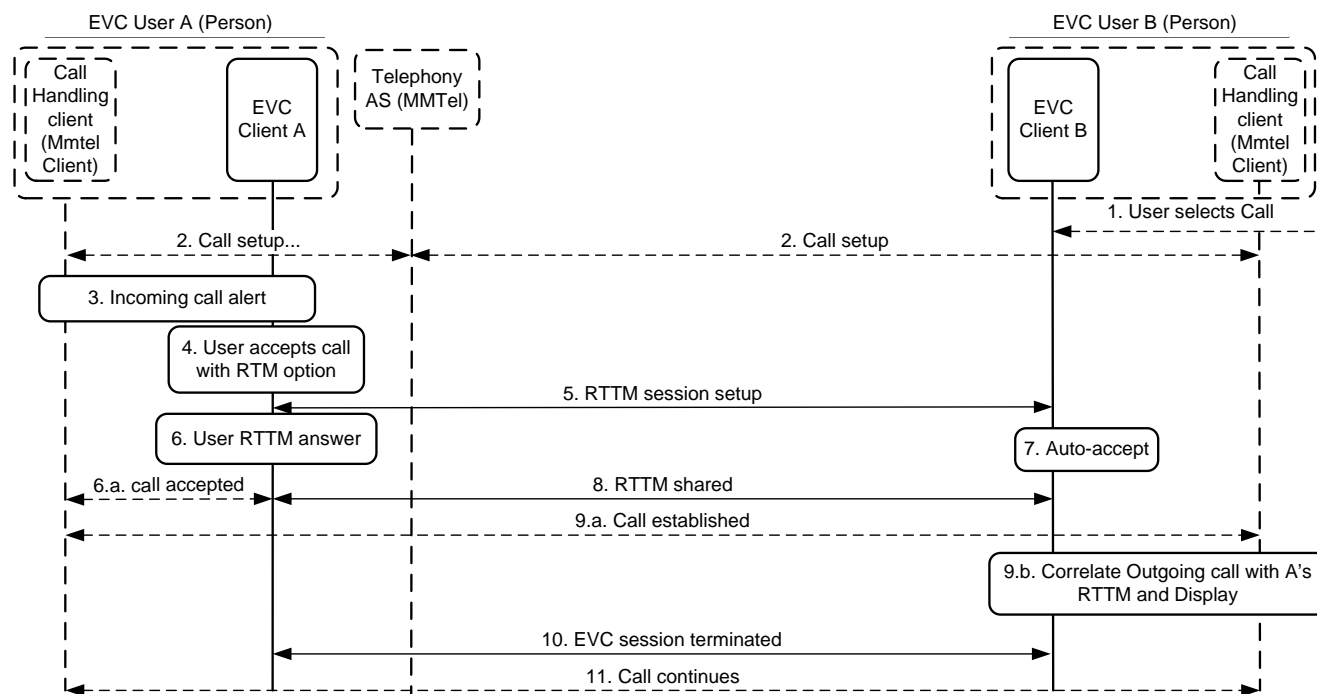 EVC User A (Person)
EVC User B (Person)
Call
Handling
client
(Mmtel
Client)
EVC
Client A
Telephony
AS (MMTel)
EVC
Client B
Call
Handling
client
(Mmtel
Client)
1. User selects Call
2. Call setup...
2. Call setup
3. Incoming call alert
4. User accepts call
with RTM option
5. RTTM session setup
6. User RTTM answer
7. Auto-accept
6.a. call accepted
8. RTTM shared
9.a. Call established
9.b. Correlate Outgoing call with A's
RTTM and Display
10. EVC session terminated
11. Call continues